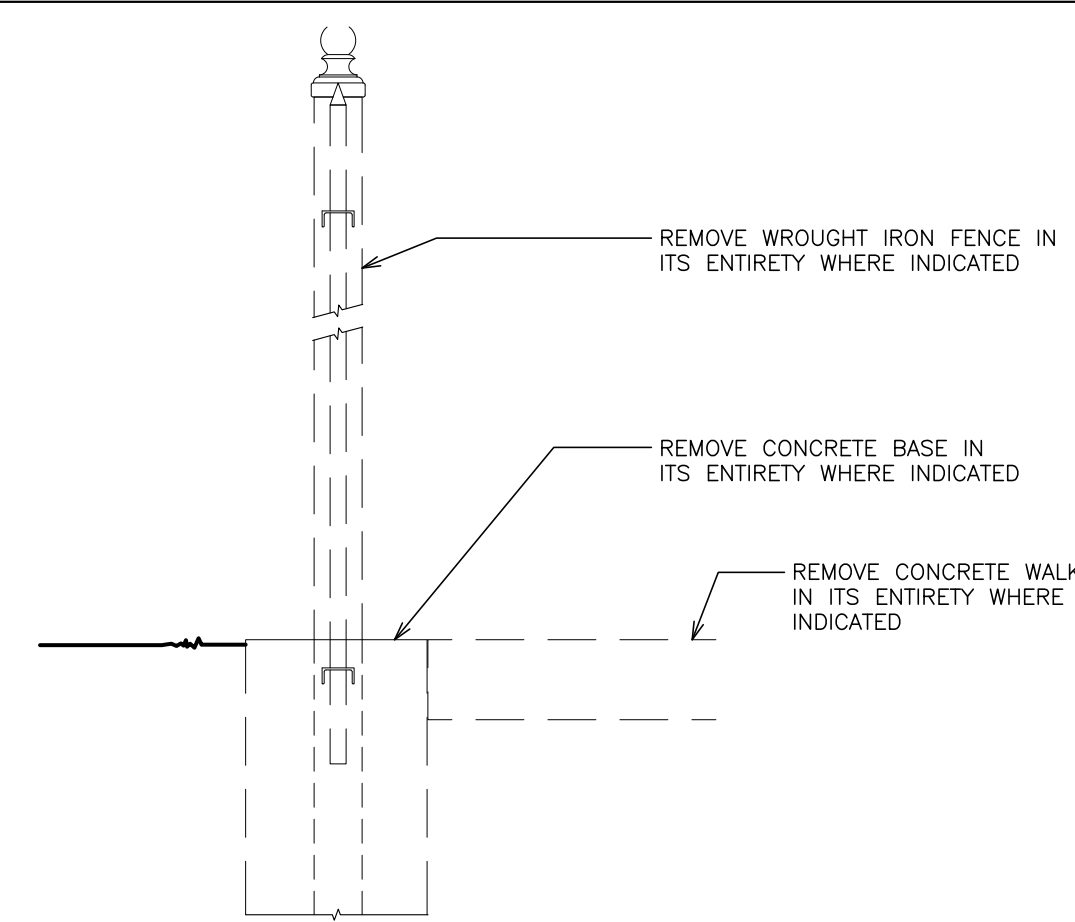 REMOVE WROUGHT IRON FENCE IN
ITS ENTIRETY WHERE INDICATED
REMOVE CONCRETE BASE IN
ITS ENTIRETY WHERE INDICATED
REMOVE CONCRETE WALK
IN ITS ENTIRETY WHERE
INDICATED